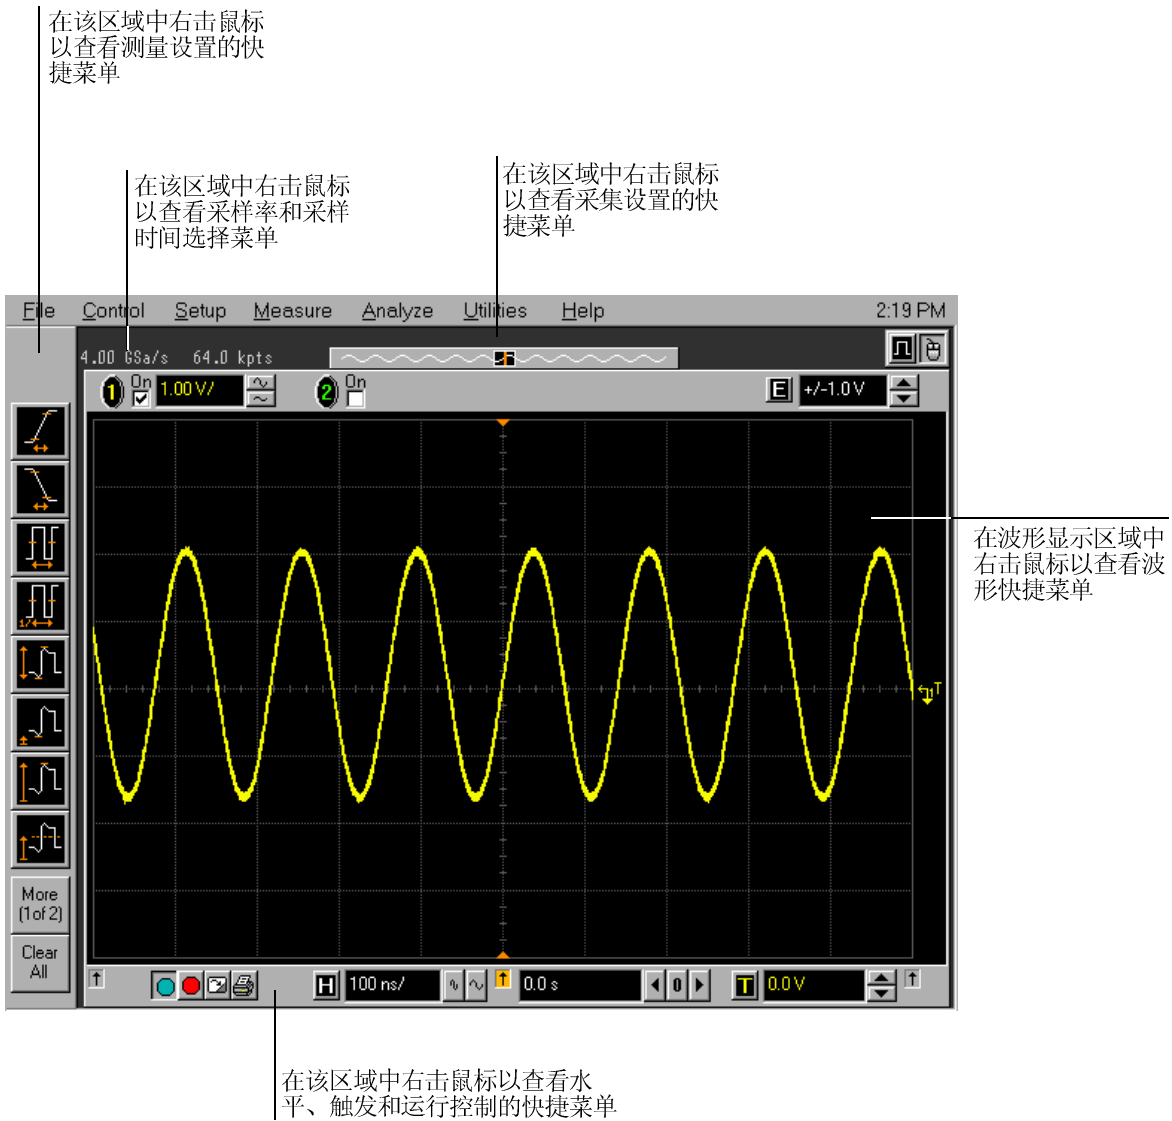 在该区域中右击鼠标
以查看测量设置的快
捷菜单
在该区域中右击鼠标
以查看采样率和采样
时间选择菜单
在该区域中右击鼠标
以查看采集设置的快
捷菜单
File Control Setup Measure Analyze Utilities Help 2:19 PM
4.00 GSa/s 64.0 kpts
1 On 1.00 V/ 2 On E +/-1.0 V
在波形显示区域中
右击鼠标以查看波
形快捷菜单
T
1/
More
(1 of 2)
Clear
All
H 100 ns/ 0.0 s 0 T 0.0 V
在该区域中右击鼠标以查看水
平、触发和运行控制的快捷菜单